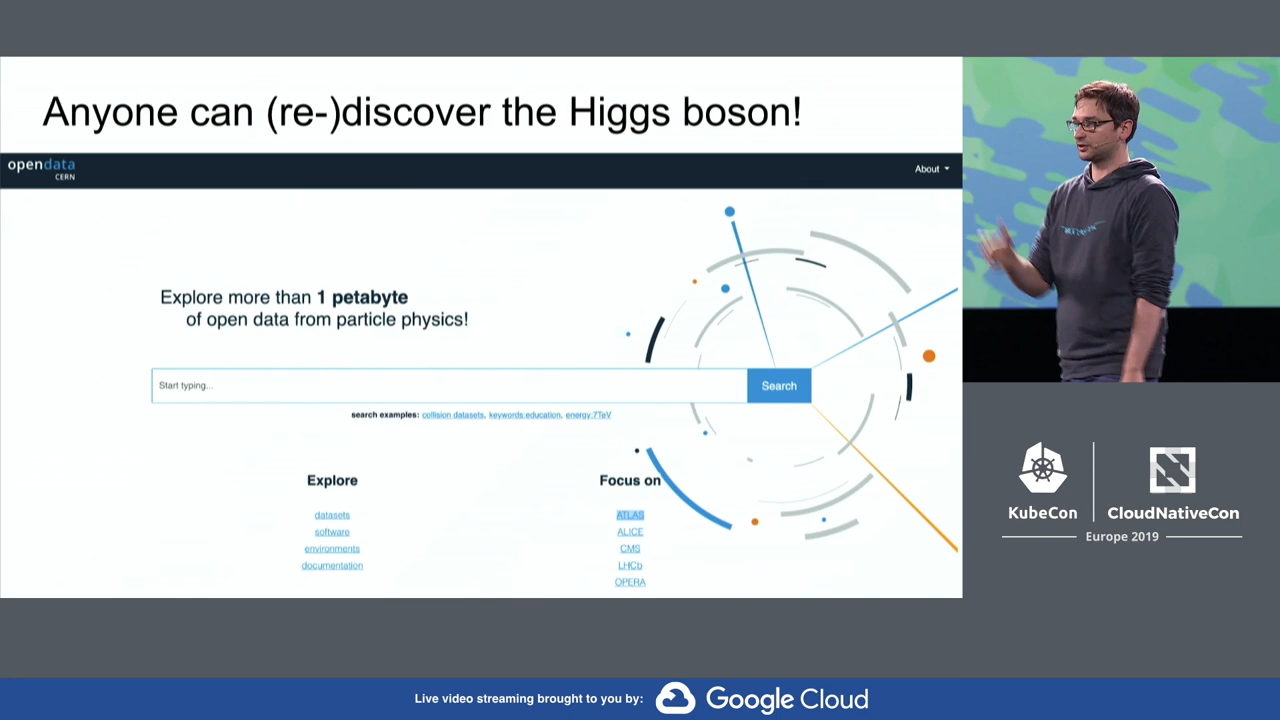 Anyone can (re-)discover the Higgs boson!
opendata
CERN
About
Explore more than 1 petabyte
of open data from particle physics!
Start typing...
Search
search examples: collision datasets, keywords:education, energy:7TeV
Explore
datasets
software
environments
documentation
Focus on
ATLAS
ALICE
CMS
LHCb
OPERA
KubeCon
CloudNativeCon
Europe 2019
Live video streaming brought to you by:
Google Cloud